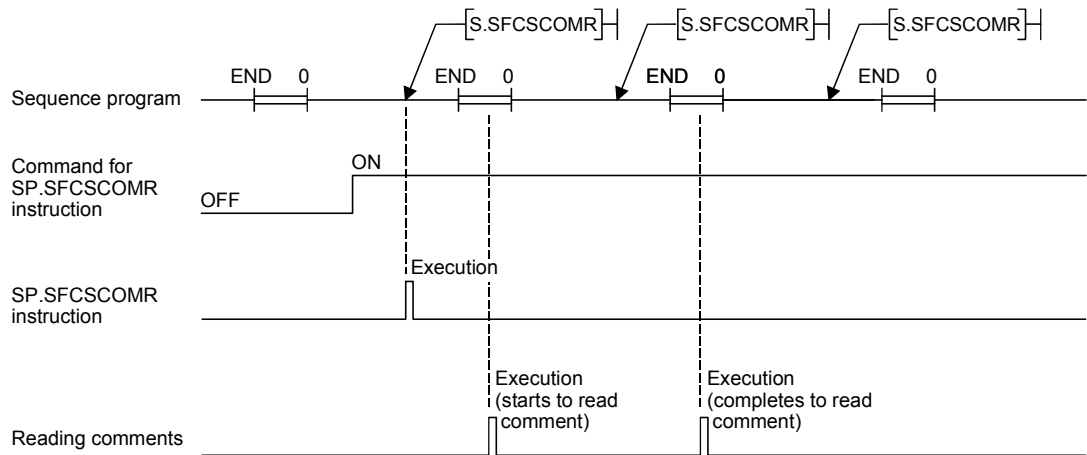 [S.SFCSCOMR] [S.SFCSCOMR] [S.SFCSCOMR]
END 0 END 0 END 0 END 0
Sequence program
Command for
SP.SFCSCOMR
instruction
ON
OFF
Execution
SP.SFCSCOMR
instruction
Execution
(starts to read
comment)
Execution
(completes to read
comment)
Reading comments